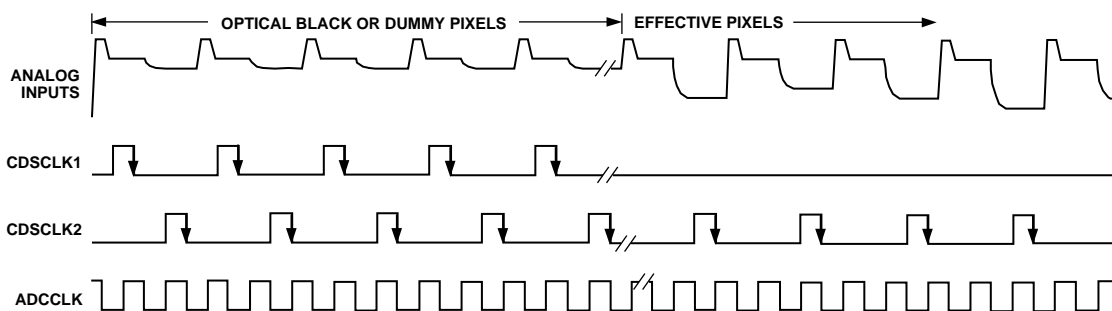 OPTICAL BLACK OR DUMMY PIXELS
EFFECTIVE PIXELS
ANALOG
INPUTS
CDSCLK1
CDSCLK2
ADCCLK